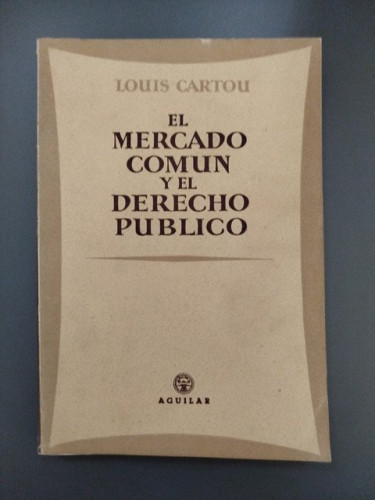 LOUIS CARTOU
EL
MERCADO
COMUN
Y EL
DERECHO
PUBLICO
AGUILAR